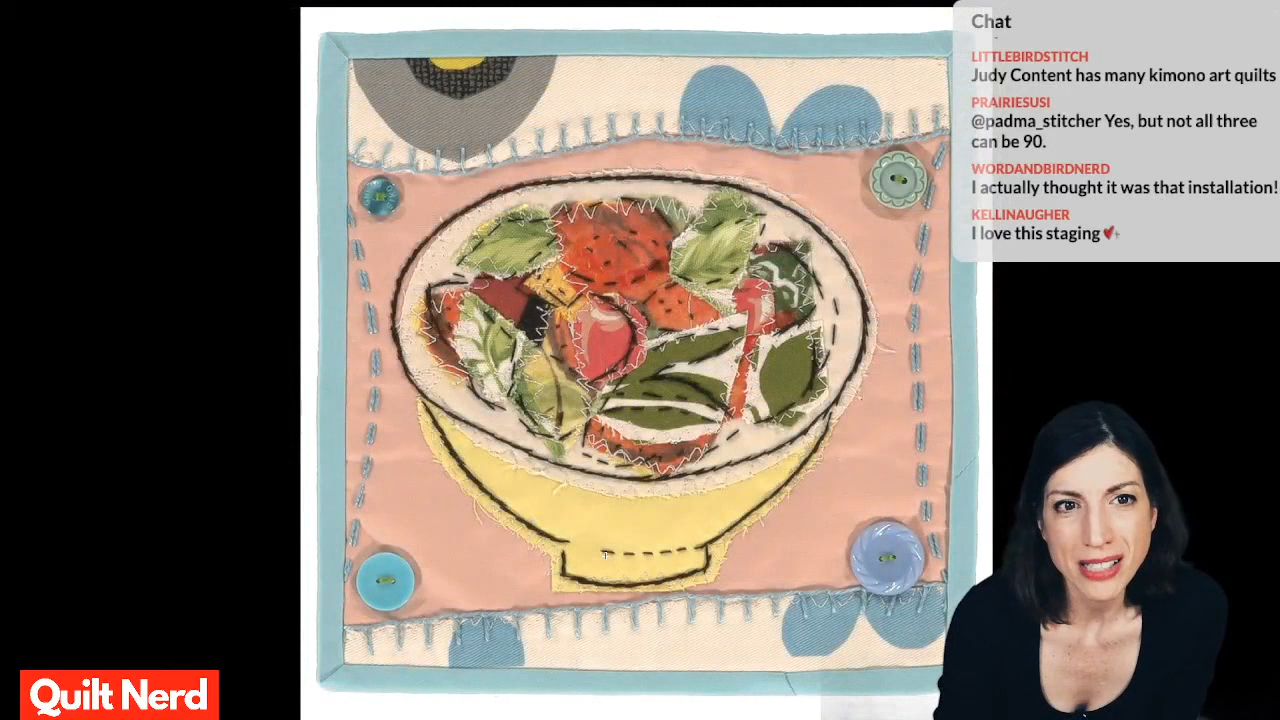 Chat
LITTLEBIRDSTITCH
Judy Content has many kimono art quilts
PRAIRIESUSI
@padma_stitcher Yes, but not all three
can be 90.
WORDANDBIRDNERD
I actually thought it was that installation!
KELLINAUGHER
I love this staging
Quilt Nerd